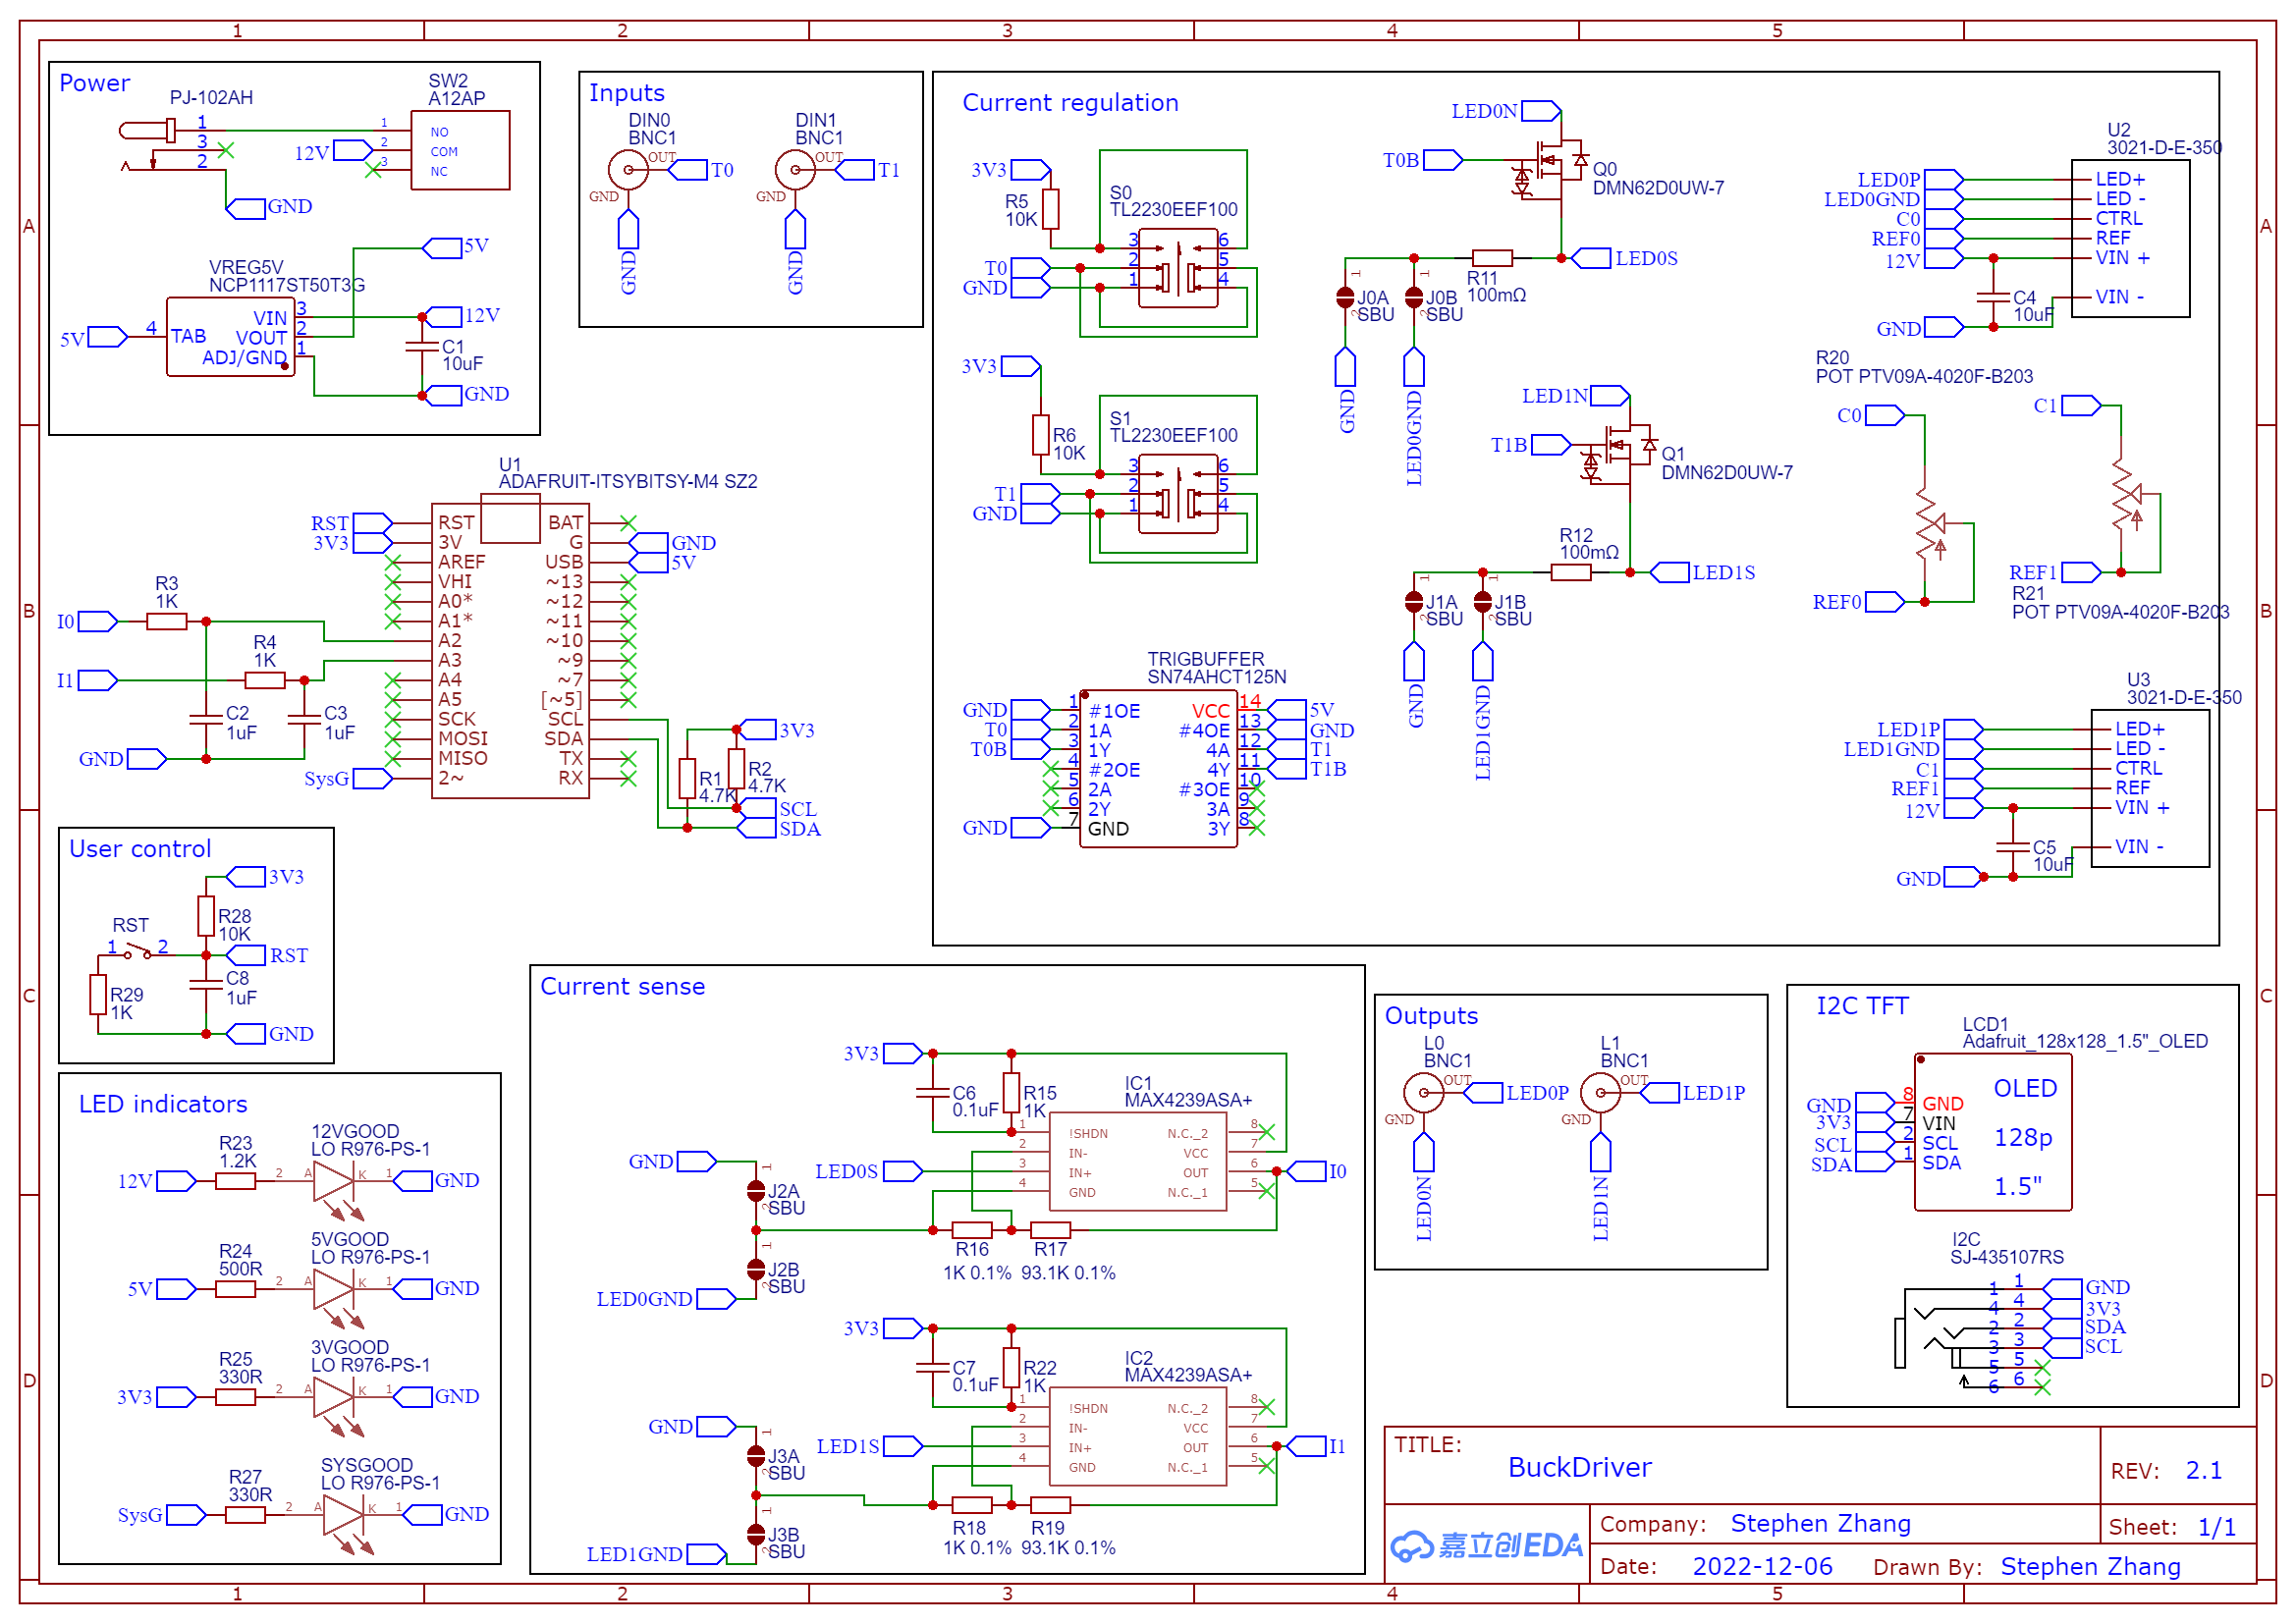 1 2 3 4 5
A
B
C
D
Power
PJ-102AH
1
3
2
SW2
A12AP
1 NO
2 COM
3 NC
12V
GND
5V
VREG5V
NCP1117ST50T3G
VIN 3
VOUT 2
ADJ/GND 1
4 TAB
5V
12V
C1
10uF
GND
Inputs
DIN0
BNC1
OUT
GND
T0
GND
DIN1
BNC1
OUT
GND
T1
GND
U1
ADAFRUIT-ITSYBITSY-M4 SZ2
RST RST BAT
3V3 3V G GND
AREF USB 5V
VHI ~13
A0* ~12
A1* ~11
A2 ~10
A3 ~9
A4 ~7
A5 [~5]
SCK SCL
MOSI SDA
MISO TX
SysG 2~ RX
I0
R3
1K
I1
R4
1K
C2
1uF
C3
1uF
GND
3V3
R1
4.7K
R2
4.7K
SCL
SDA
Current regulation
3V3
R5
10K
S0
TL2230EEF100
3 6
2 5
1 4
T0
GND
3V3
R6
10K
S1
TL2230EEF100
3 6
2 5
1 4
T1
GND
LED0N
T0B
Q0
DMN62D0UW-7
LED0S
R11
100mΩ
1
J0A
2 SBU
GND
1
J0B
2 SBU
LED0GND
LED1N
T1B
Q1
DMN62D0UW-7
R12
100mΩ
LED1S
1
J1A
2 SBU
GND
1
J1B
2 SBU
LED1GND
TRIGBUFFER
SN74AHCT125N
GND 1 #1OE VCC 14 5V
T0 2 1A #4OE 13 GND
T0B 3 1Y 4A 12 T1
4 #2OE 4Y 11 T1B
5 2A #3OE 10
6 2Y 3A 9
GND 7 GND 3Y 8
U2
3021-D-E-350
LED0P LED+
LED0GND LED -
C0 CTRL
REF0 REF
12V VIN +
VIN -
C4
10uF
GND
R20
POT PTV09A-4020F-B203
C0
REF0
C1
REF1
R21
POT PTV09A-4020F-B203
U3
3021-D-E-350
LED1P LED+
LED1GND LED -
C1 CTRL
REF1 REF
12V VIN +
VIN -
C5
10uF
GND
User control
3V3
R28
10K
RST
1 2
RST
C8
1uF
R29
1K
GND
LED indicators
12VGOOD
LO R976-PS-1
R23
1.2K
12V 2 A K 1 GND
5VGOOD
LO R976-PS-1
R24
500R
5V 2 A K 1 GND
3VGOOD
LO R976-PS-1
R25
330R
3V3 2 A K 1 GND
SYSGOOD
LO R976-PS-1
R27
330R
SysG 2 A K 1 GND
Current sense
3V3
C6
0.1uF
R15
1K
IC1
MAX4239ASA+
1 !SHDN N.C._2 8
2 IN- VCC 7
LED0S 3 IN+ OUT 6 I0
4 GND N.C._1 5
GND
1
J2A
2 SBU
1
J2B
2 SBU
LED0GND
R16
1K 0.1%
R17
93.1K 0.1%
3V3
C7
0.1uF
R22
1K
IC2
MAX4239ASA+
1 !SHDN N.C._2 8
2 IN- VCC 7
LED1S 3 IN+ OUT 6 I1
4 GND N.C._1 5
GND
1
J3A
2 SBU
1
J3B
2 SBU
LED1GND
R18
1K 0.1%
R19
93.1K 0.1%
Outputs
L0
BNC1
OUT
GND
LED0P
LED0N
L1
BNC1
OUT
GND
LED1P
LED1N
I2C TFT
LCD1
Adafruit_128x128_1.5"_OLED
GND 8 GND
3V3 7 VIN
SCL 2 SCL
SDA 1 SDA
OLED
128p
1.5"
I2C
SJ-435107RS
1 1 GND
4 4 3V3
2 2 SDA
3 3 SCL
5 5
6 6
TITLE:
BuckDriver
REV: 2.1
嘉立创EDA
Company: Stephen Zhang
Sheet: 1/1
Date: 2022-12-06
Drawn By: Stephen Zhang
A
B
C
D
1 2 3 4 5